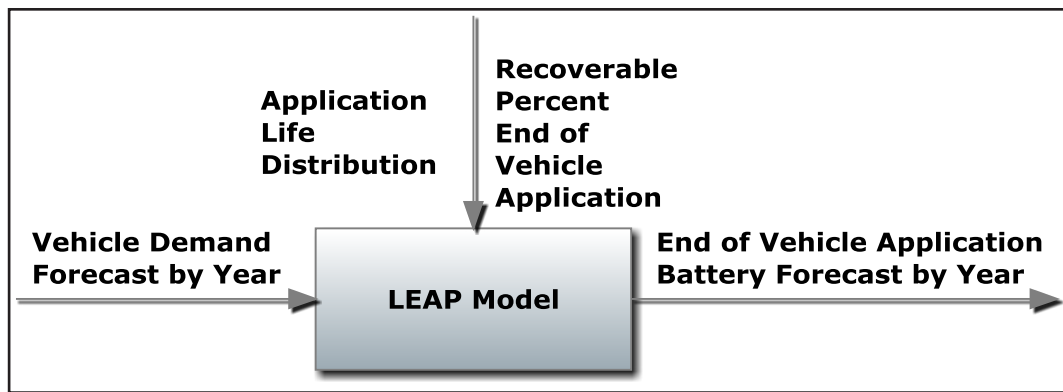 Application
Life
Distribution
Recoverable
Percent
End of
Vehicle
Application
Vehicle Demand
Forecast by Year
LEAP Model
End of Vehicle Application
Battery Forecast by Year